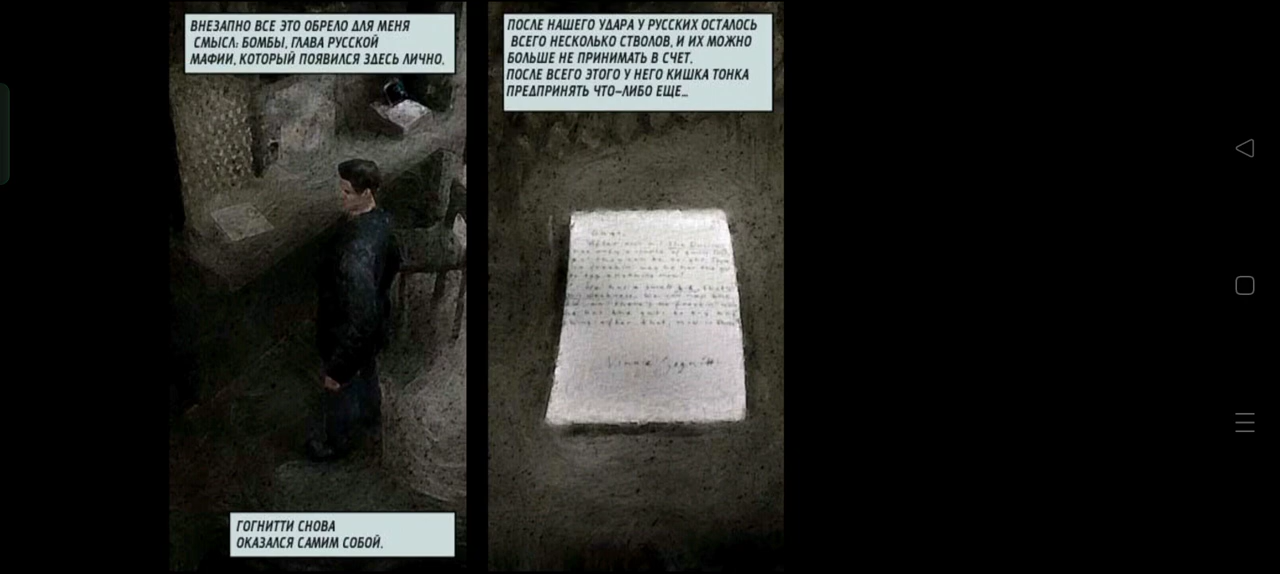 ВНЕЗАПНО ВСЕ ЭТО ОБРЕЛО ДЛЯ МЕНЯ
СМЫСЛ: БОМБЫ, ГЛАВА РУССКОЙ
МАФИИ, КОТОРЫЙ ПОЯВИЛСЯ ЗДЕСЬ ЛИЧНО.
ГОГНИТТИ СНОВА
ОКАЗАЛСЯ САМИМ СОБОЙ.
ПОСЛЕ НАШЕГО УДАРА У РУССКИХ ОСТАЛОСЬ
ВСЕГО НЕСКОЛЬКО СТВОЛОВ, И ИХ МОЖНО
БОЛЬШЕ НЕ ПРИНИМАТЬ В СЧЕТ.
ПОСЛЕ ВСЕГО ЭТОГО У НЕГО КИШКА ТОНКА
ПРЕДПРИНЯТЬ ЧТО-ЛИБО ЕЩЕ...